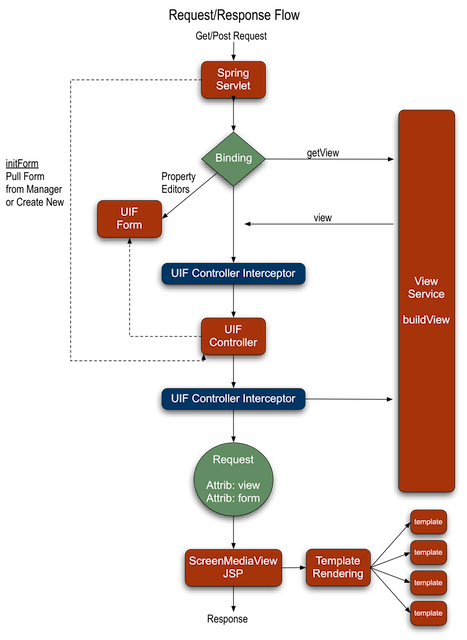 Request/Response Flow
Get/Post Request
Spring
Servlet
initForm
Pull Form
from Manager
or Create New
Binding
getView
Property
Editors
UIF
Form
view
UIF Controller Interceptor
View
Service
buildView
UIF
Controller
UIF Controller Interceptor
Request
Attrib: view
Attrib: form
ScreenMediaView
JSP
Template
Rendering
template
template
template
template
Response